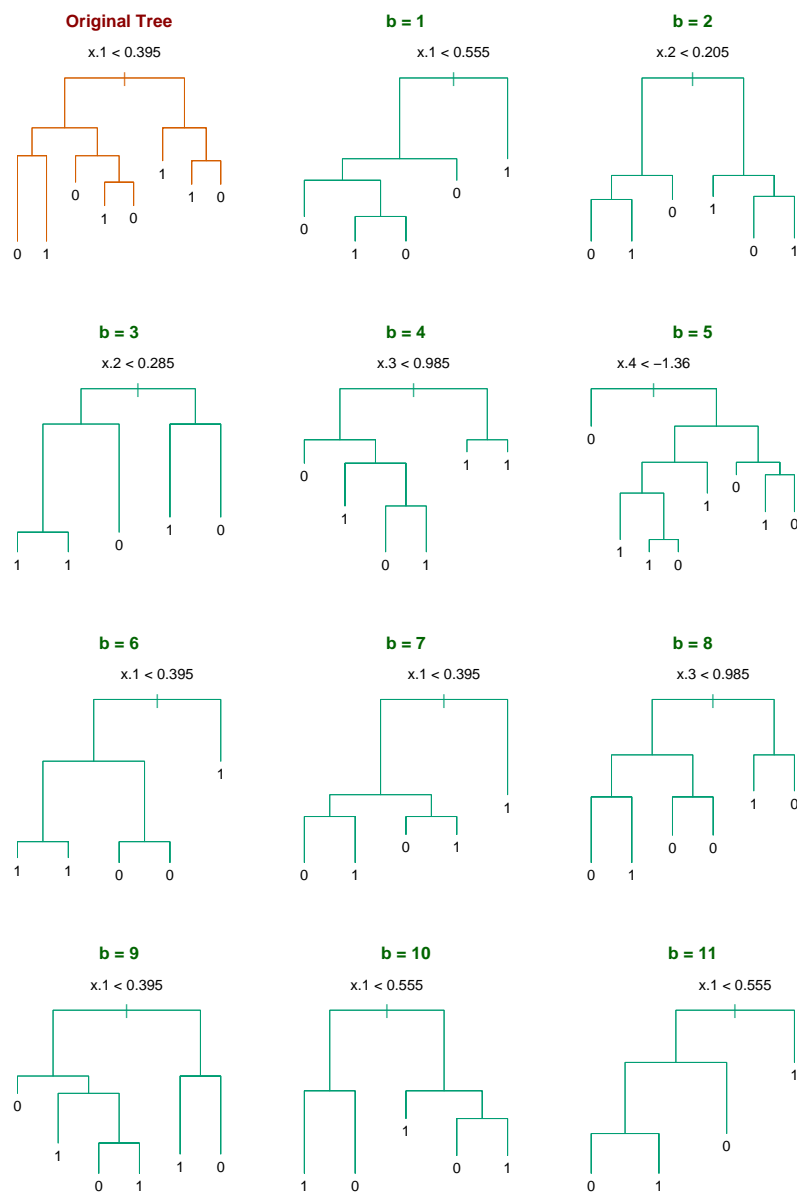 Original Tree
x.1 < 0.395
1
0
1 0
1 0
0 1
b = 1
x.1 < 0.555
1
0
0
1 0
b = 2
x.2 < 0.205
1
0
0 1
0 1
b = 3
x.2 < 0.285
1 0
0
1 1
b = 4
x.3 < 0.985
1 1
0
1
0 1
b = 5
x.4 < −1.36
0
0
1
1 0
1
1 0
b = 6
x.1 < 0.395
1
1 1 0 0
b = 7
x.1 < 0.395
1
0 1
0 1
b = 8
x.3 < 0.985
1 0
0 0
0 1
b = 9
x.1 < 0.395
0
1
1 0
0 1
b = 10
x.1 < 0.555
1
0 1
1 0
b = 11
x.1 < 0.555
1
0
0 1